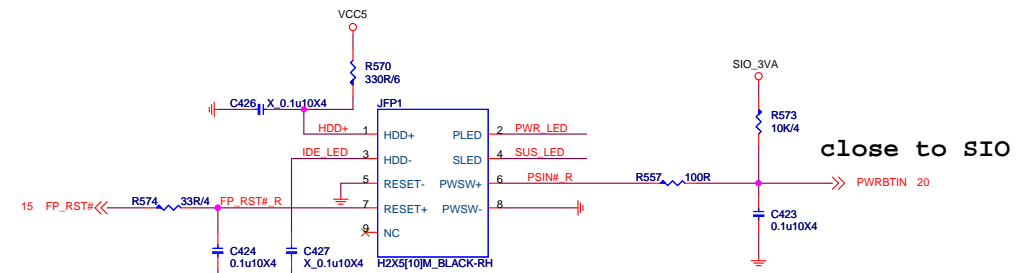 VCC5
R570
330R/6
SIO_3VA
C426
X_0.1u10X4
JFP1
R573
10K/4
HDD+
1
HDD+
PLED
2
PWR_LED
close to SIO
IDE_LED
3
HDD-
SLED
4
SUS_LED
5
RESET-
PWSW+
6
PSIN#_R
R557
100R
PWRBTIN 20
15 FP_RST#
R574
33R/4
FP_RST#_R
7
RESET+
PWSW-
8
C423
0.1u10X4
9
NC
C424
0.1u10X4
C427
X_0.1u10X4
H2X5[10]M_BLACK-RH